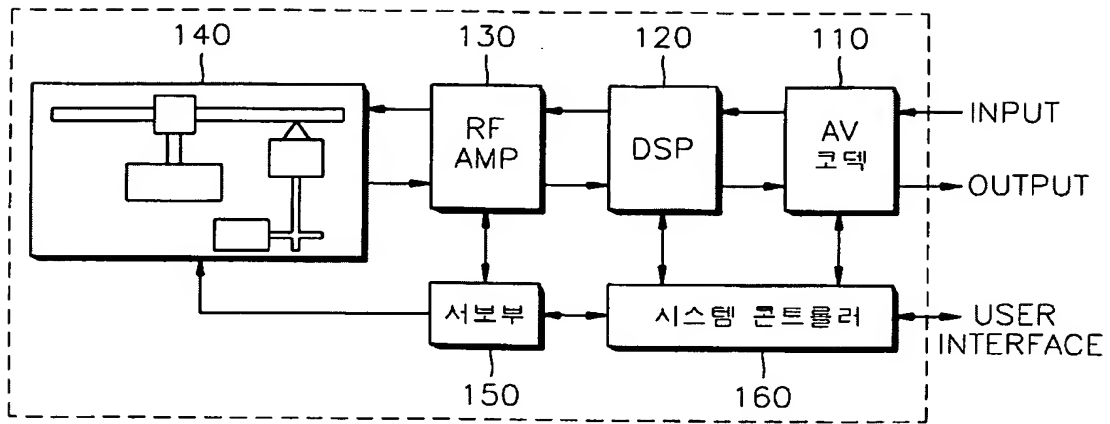 140
130
120
110
RF
AMP
DSP
AV
코덱
INPUT
OUTPUT
서보부
시스템 콘트롤러
USER
INTERFACE
150
160